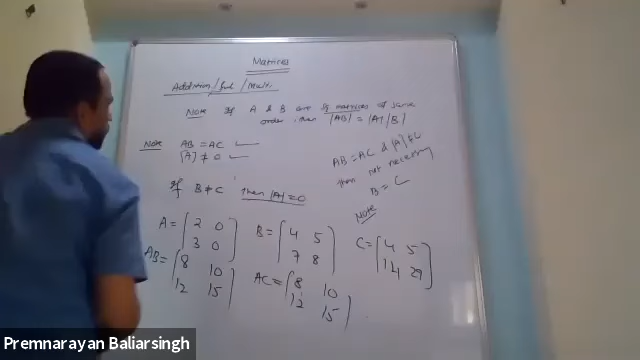 Matrices
Addition / Sub / Multi
Note If A & B are sq matrices of same
order then |AB| = |A| |B|
Note AB = AC
|A| ≠ 0
If B ≠ C then |A| = 0
AB = AC & |A| ≠ 0
then not necessary
B = C
Note
A = [2 0
3 0]
B = [4 5
7 8]
C = [4 5
14 29]
AB = [8 10
12 15]
AC = [8 10
12 15]
Premnarayan Baliarsingh